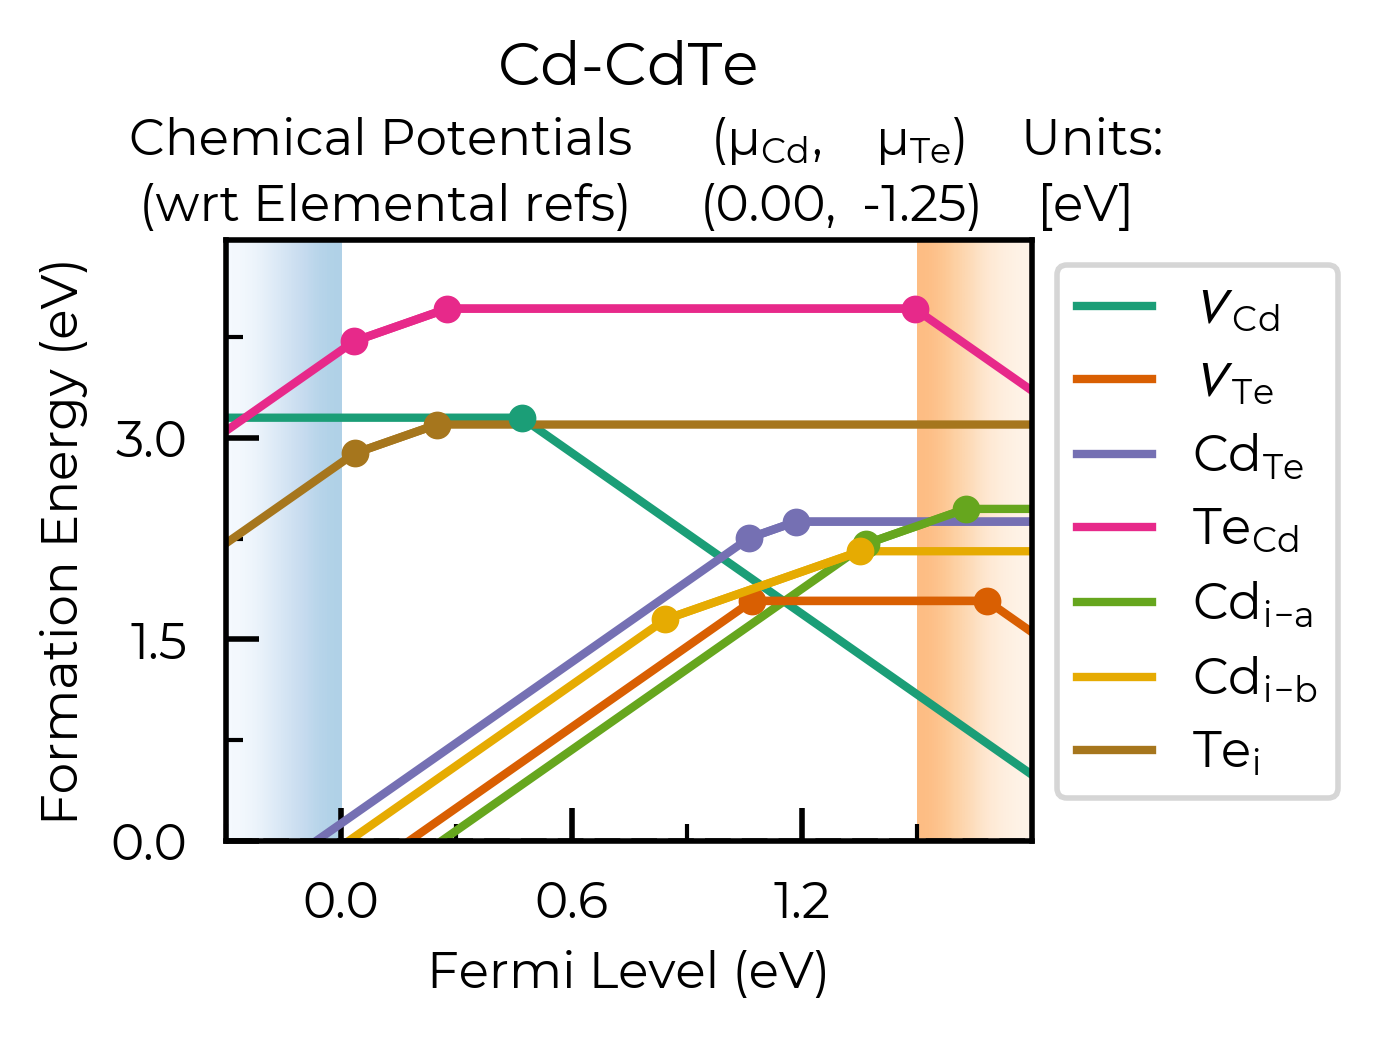 Cd-CdTe
Chemical Potentials (μCd, μTe) Units:
(wrt Elemental refs) (0.00, -1.25) [eV]
Formation Energy (eV)
3.0
1.5
0.0
0.0 0.6 1.2
Fermi Level (eV)
VCd
VTe
CdTe
TeCd
Cdi−a
Cdi−b
Tei